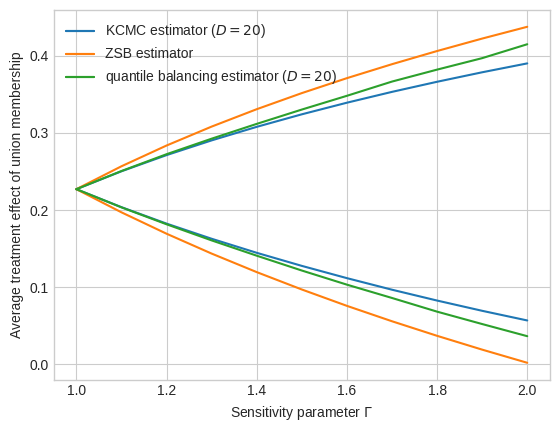 KCMC estimator (D = 20)
ZSB estimator
quantile balancing estimator (D = 20)
Average treatment effect of union membership
0.4
0.3
0.2
0.1
0.0
1.0 1.2 1.4 1.6 1.8 2.0
Sensitivity parameter Γ